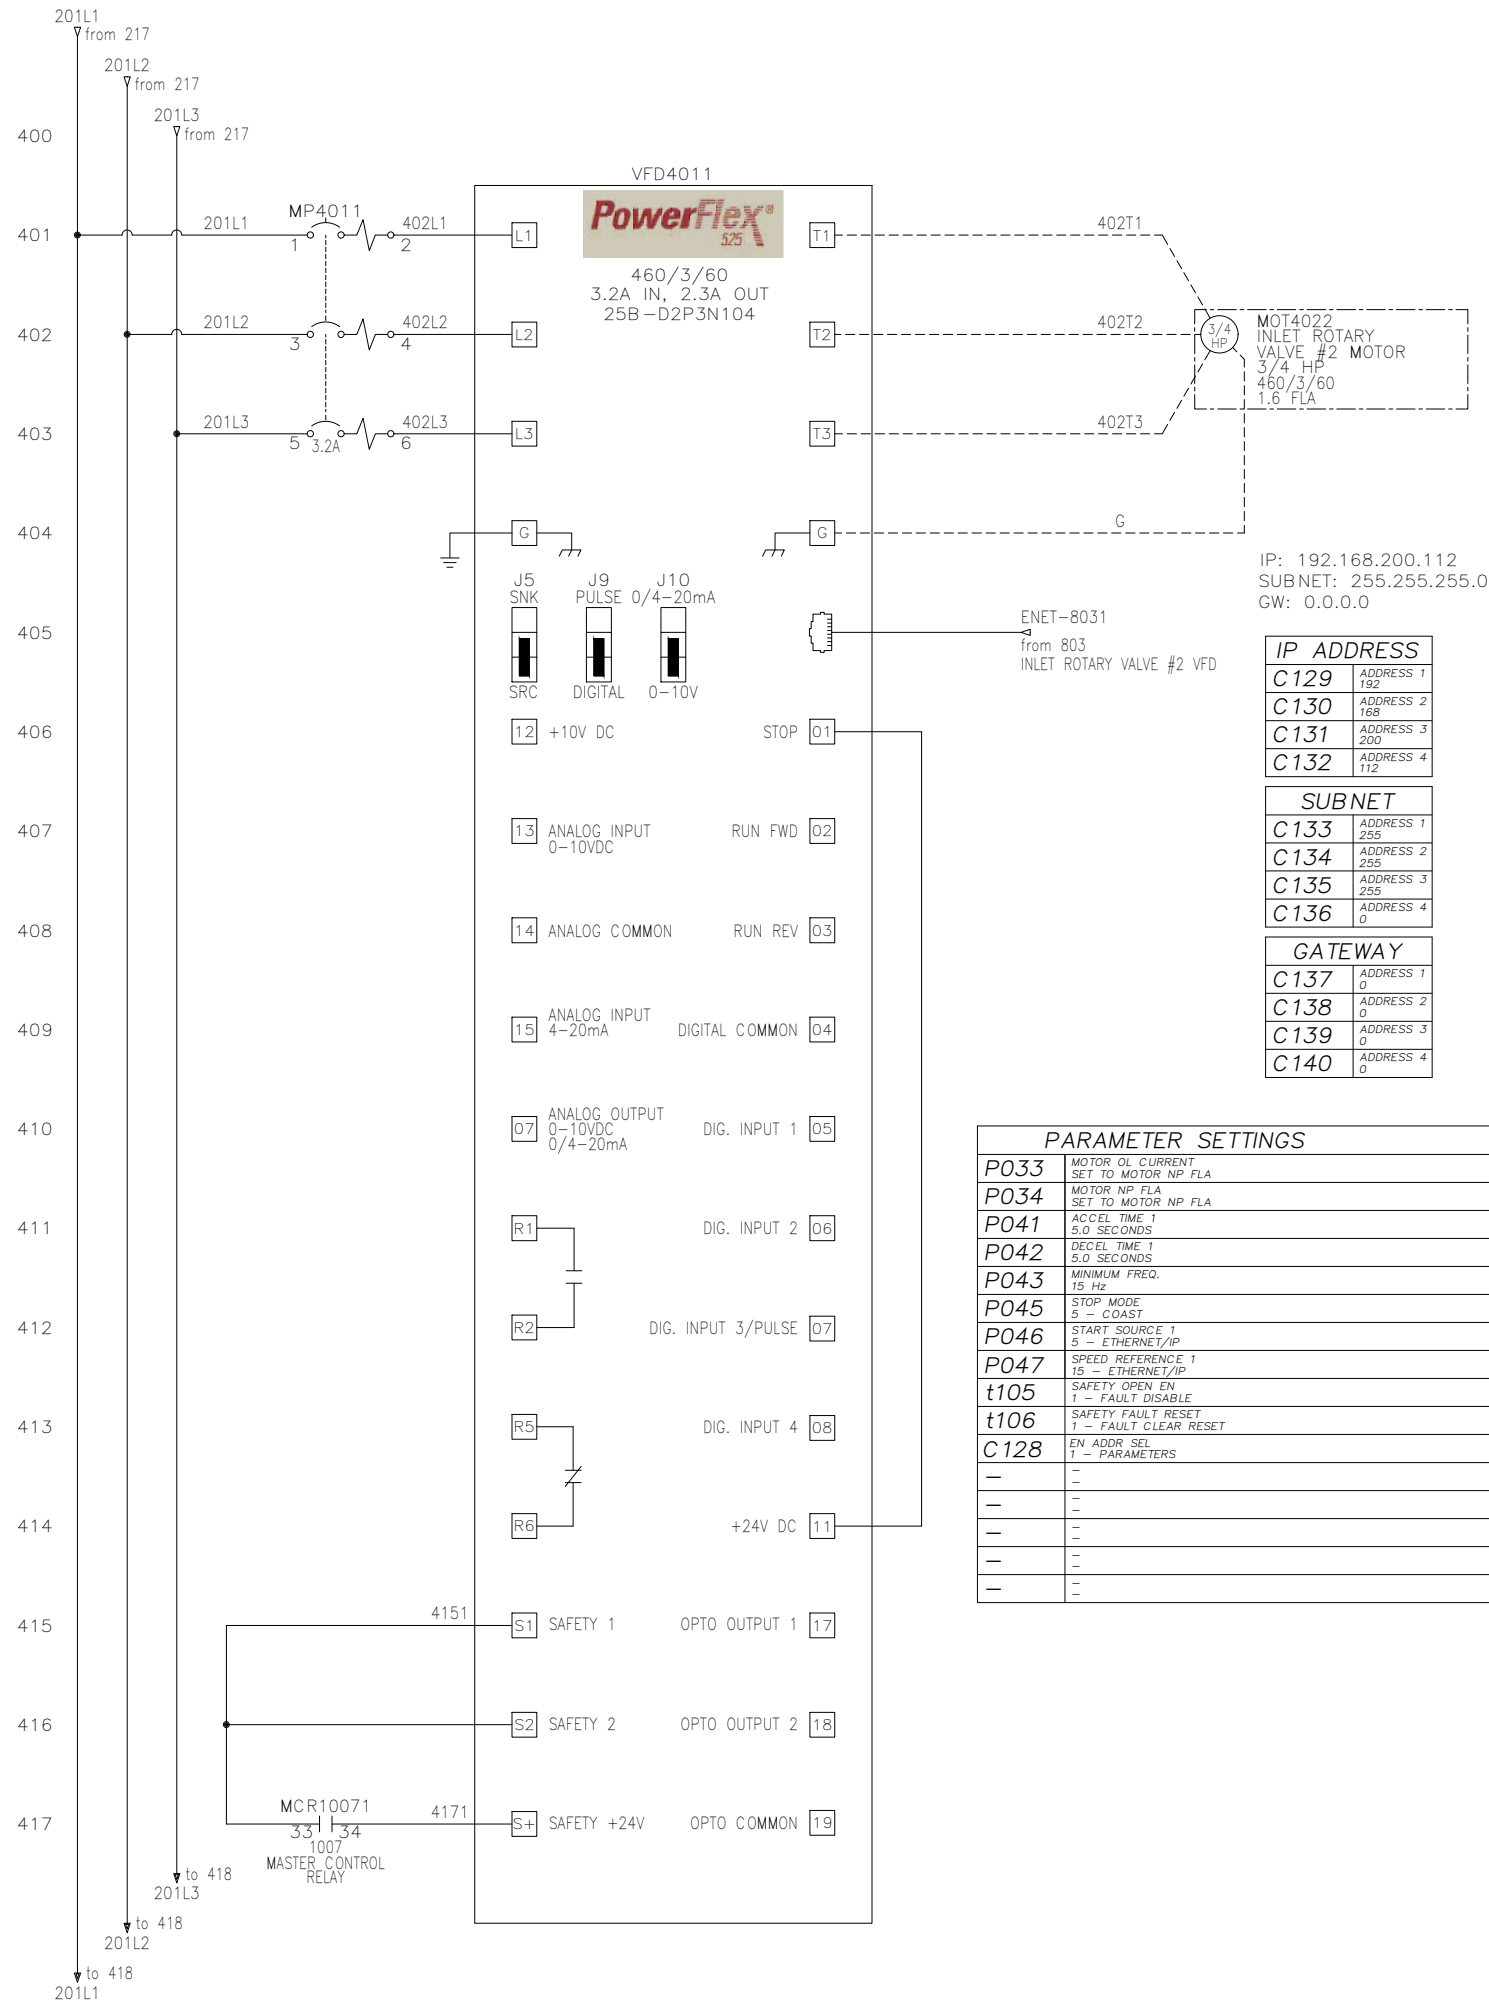 201L1
from 217
201L2
from 217
201L3
from 217
400
VFD4011
PowerFlex®
525
460/3/60
3.2A IN, 2.3A OUT
25B-D2P3N104
MP4011
401
201L1
1
2
402L1
L1
T1
402T1
402
201L2
3
4
402L2
L2
T2
402T2
3/4
HP
MOT4022
INLET ROTARY
VALVE #2 MOTOR
3/4 HP
460/3/60
1.6 FLA
403
201L3
5
3.2A
6
402L3
L3
T3
402T3
404
G
G
G
IP: 192.168.200.112
SUBNET: 255.255.255.0
GW: 0.0.0.0
J5
SNK
J9
PULSE
J10
0/4-20mA
405
SRC
DIGITAL
0-10V
ENET-8031
from 803
INLET ROTARY VALVE #2 VFD
IP ADDRESS
C129 ADDRESS 1
192
C130 ADDRESS 2
168
C131 ADDRESS 3
200
C132 ADDRESS 4
112
SUBNET
C133 ADDRESS 1
255
C134 ADDRESS 2
255
C135 ADDRESS 3
255
C136 ADDRESS 4
0
GATEWAY
C137 ADDRESS 1
0
C138 ADDRESS 2
0
C139 ADDRESS 3
0
C140 ADDRESS 4
0
406
12 +10V DC
STOP 01
407
13 ANALOG INPUT
0-10VDC
RUN FWD 02
408
14 ANALOG COMMON
RUN REV 03
409
15 ANALOG INPUT
4-20mA
DIGITAL COMMON 04
410
07 ANALOG OUTPUT
0-10VDC
0/4-20mA
DIG. INPUT 1 05
411
R1
DIG. INPUT 2 06
412
R2
DIG. INPUT 3/PULSE 07
413
R5
DIG. INPUT 4 08
414
R6
+24V DC 11
415
4151
S1 SAFETY 1
OPTO OUTPUT 1 17
416
S2 SAFETY 2
OPTO OUTPUT 2 18
417
MCR10071
33 34
1007
MASTER CONTROL
RELAY
4171
S+ SAFETY +24V
OPTO COMMON 19
PARAMETER SETTINGS
P033 MOTOR OL CURRENT
SET TO MOTOR NP FLA
P034 MOTOR NP FLA
SET TO MOTOR NP FLA
P041 ACCEL TIME 1
5.0 SECONDS
P042 DECEL TIME 1
5.0 SECONDS
P043 MINIMUM FREQ.
15 Hz
P045 STOP MODE
5 - COAST
P046 START SOURCE 1
5 - ETHERNET/IP
P047 SPEED REFERENCE 1
15 - ETHERNET/IP
t105 SAFETY OPEN EN
1 - FAULT DISABLE
t106 SAFETY FAULT RESET
1 - FAULT CLEAR RESET
C128 EN ADDR SEL
1 - PARAMETERS
- -
-
- -
-
- -
-
- -
-
- -
-
to 418
201L3
to 418
201L2
to 418
201L1